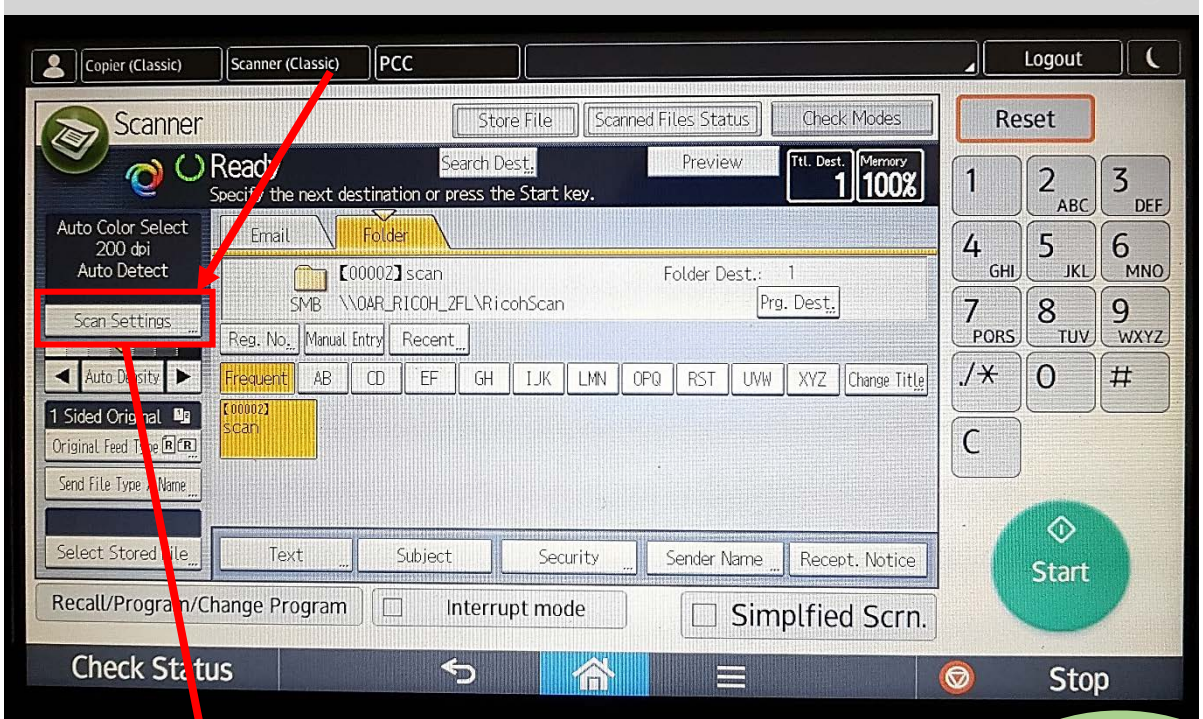 Copier (Classic)
Scanner (Classic)
PCC
Logout
Scanner
Store File
Scanned Files Status
Check Modes
Reset
Ready
Search Dest.
Preview
Ttl. Dest.
1
Memory
100%
Specify the next destination or press the Start key.
Auto Color Select
200 dpi
Auto Detect
Email
Folder
【00002】scan
Folder Dest.: 1
SMB \\OAR_RICOH_2FL\RicohScan
Prg. Dest.
Scan Settings
Reg. No.
Manual Entry
Recent
Auto Density
Frequent
AB
CD
EF
GH
IJK
LMN
OPQ
RST
UVW
XYZ
Change Title
【00002】
scan
1 Sided Original
Original Feed Type
R R
Send File Type / Name
Select Stored File
Text
Subject
Security
Sender Name
Recept. Notice
Recall/Program/Change Program
Interrupt mode
Simplfied Scrn.
1
2 ABC
3 DEF
4 GHI
5 JKL
6 MNO
7 PQRS
8 TUV
9 WXYZ
./*
0
#
C
Start
Check Status
Stop